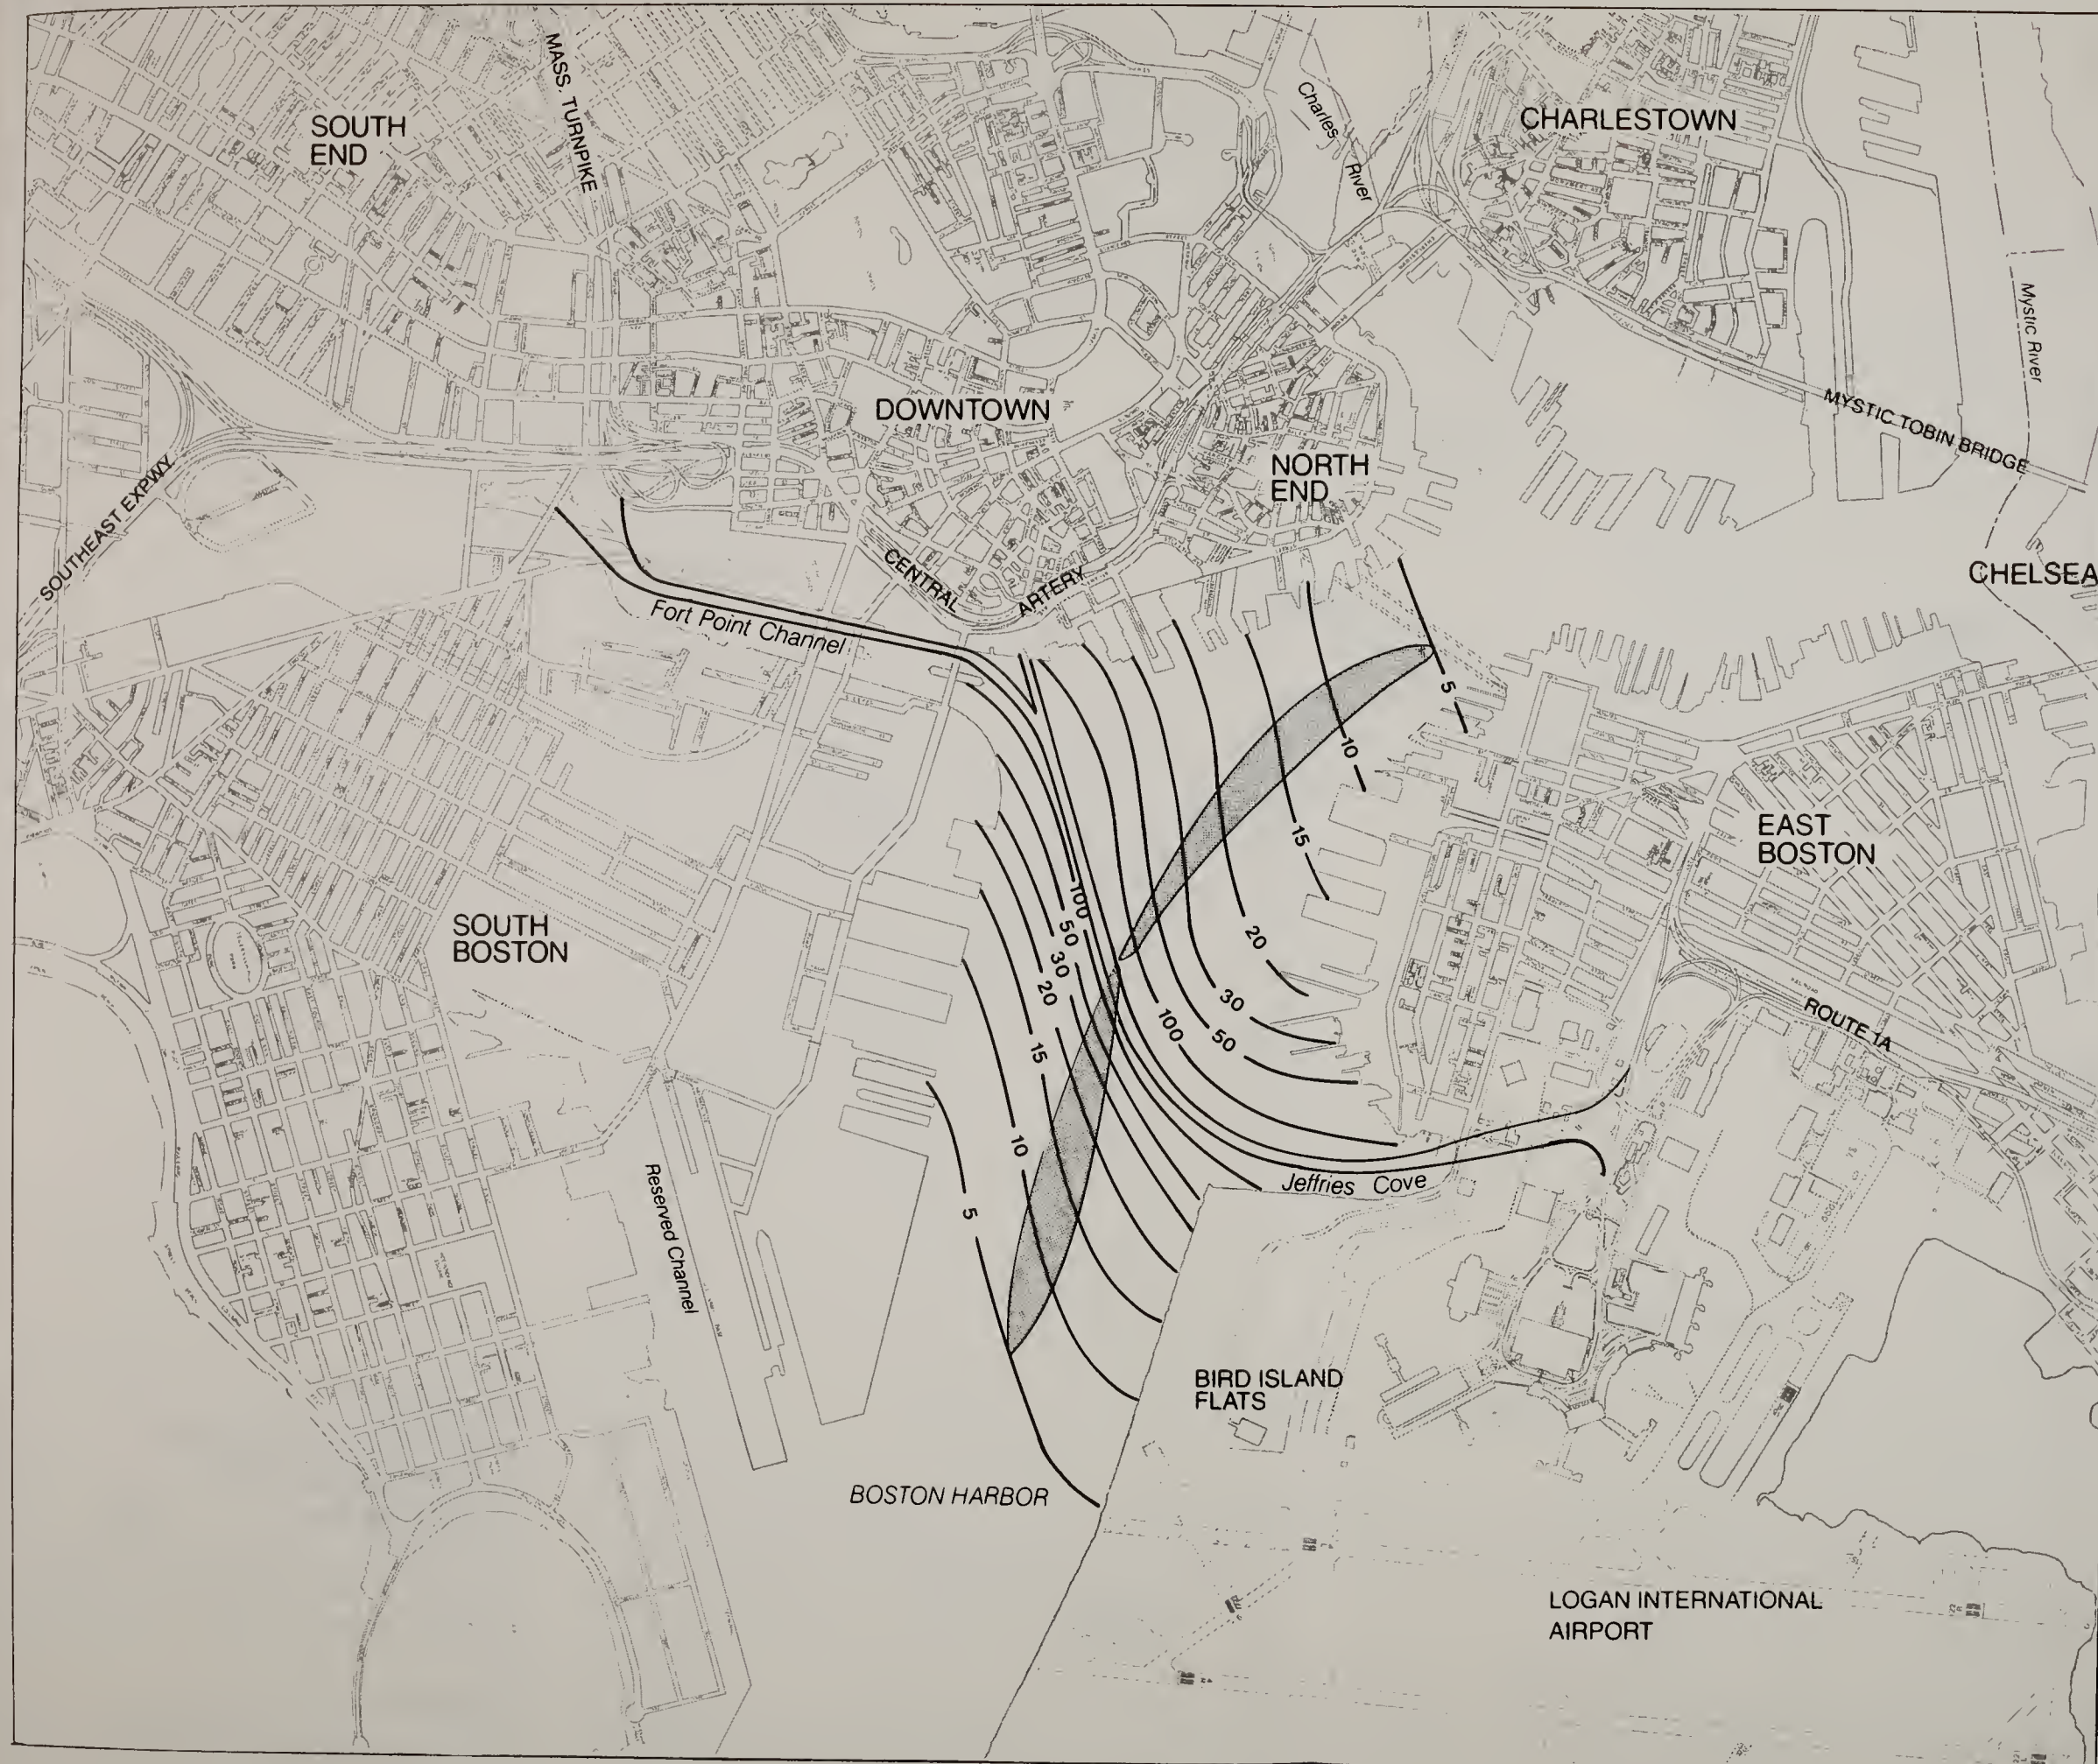 SOUTH
END
MASS. TURNPIKE
Charles River
CHARLESTOWN
Mystic River
MYSTIC TOBIN BRIDGE
DOWNTOWN
NORTH
END
SOUTHEAST EXPWY.
CENTRAL ARTERY
CHELSEA
Fort Point Channel
5
10
15
EAST
BOSTON
SOUTH
BOSTON
100
50
30
20
15
10
5
20
30
50
100
ROUTE 1A
Jeffries Cove
Reserved Channel
BIRD ISLAND
FLATS
BOSTON HARBOR
LOGAN INTERNATIONAL
AIRPORT